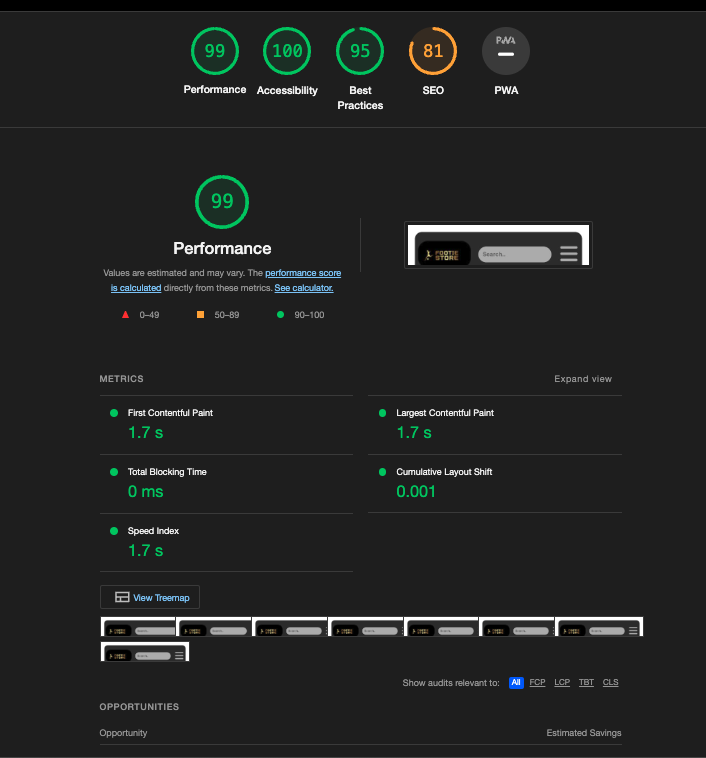 99
100
95
81
PWA
Performance
Accessibility
Best
Practices
SEO
PWA
99
Performance
Values are estimated and may vary. The performance score
is calculated directly from these metrics. See calculator.
0–49
50–89
90–100
FOOTIE
STORE
Search...
METRICS
Expand view
First Contentful Paint
1.7 s
Largest Contentful Paint
1.7 s
Total Blocking Time
0 ms
Cumulative Layout Shift
0.001
Speed Index
1.7 s
View Treemap
Show audits relevant to:
All
FCP
LCP
TBT
CLS
OPPORTUNITIES
Opportunity
Estimated Savings